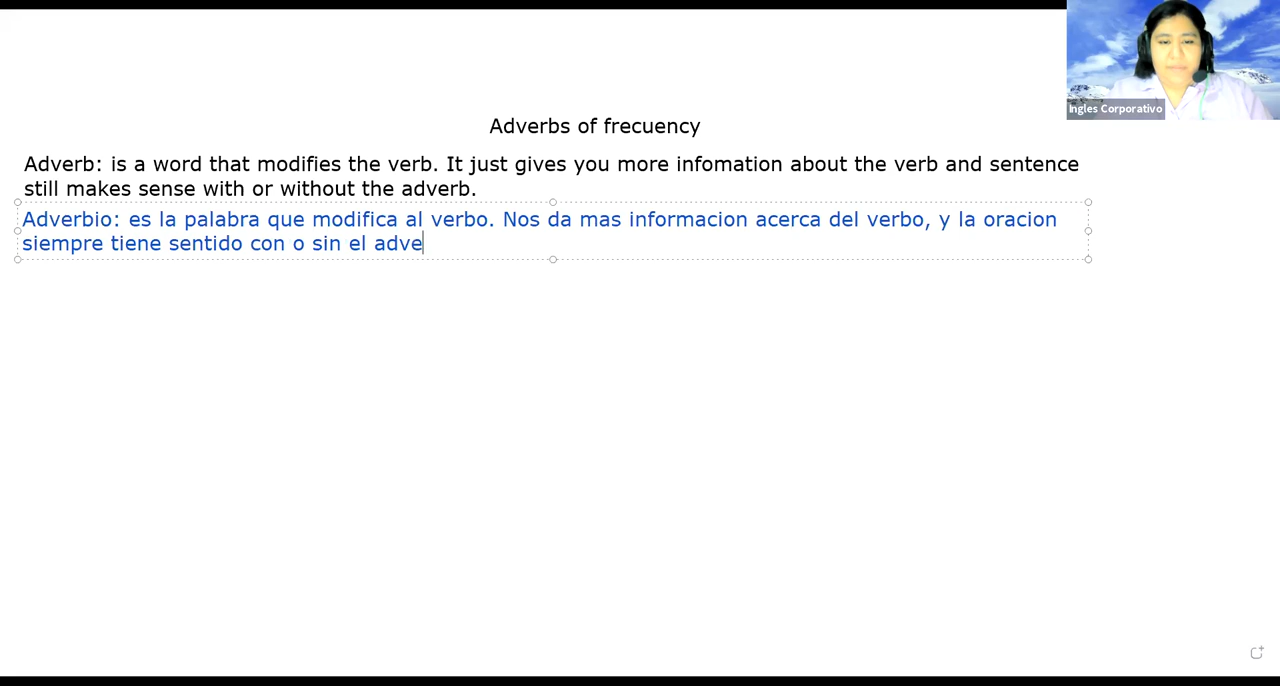 Ingles Corporativo
Adverbs of frecuency
Adverb: is a word that modifies the verb. It just gives you more infomation about the verb and sentence
still makes sense with or without the adverb.
Adverbio: es la palabra que modifica al verbo. Nos da mas informacion acerca del verbo, y la oracion
siempre tiene sentido con o sin el adve